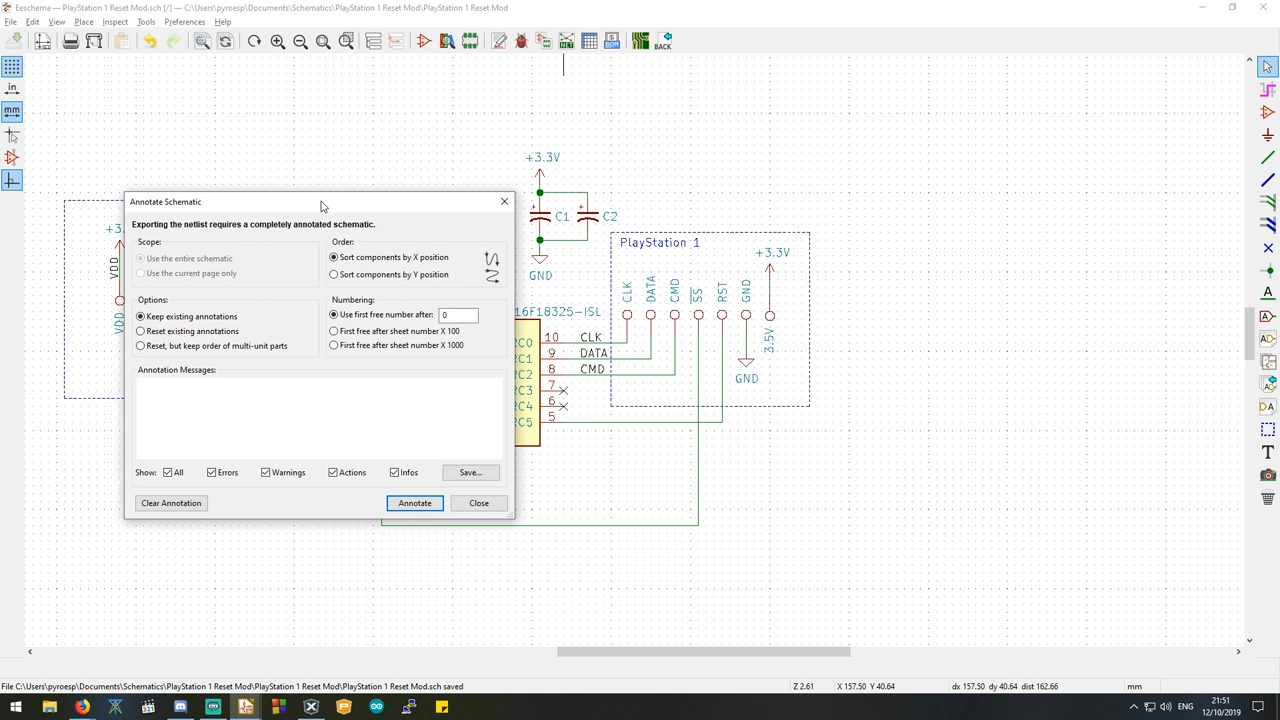 Eeschema — PlayStation 1 Reset Mod.sch [/] — C:\Users\pyroesp\Documents\Schematics\PlayStation 1 Reset Mod\PlayStation 1 Reset Mod
File Edit View Place Inspect Tools Preferences Help
NET
BOM
BACK
in
mm
+3.3V
C1
C2
GND
PlayStation 1
+3.3V
CLK
DATA
CMD
SS
RST
GND
3.5V
GND
16F18325-ISL
RC0 10 CLK
RC1 9 DATA
RC2 8 CMD
RC3 7
RC4 6
RC5 5
+3
VDD
VDD
Annotate Schematic
Exporting the netlist requires a completely annotated schematic.
Scope:
Use the entire schematic
Use the current page only
Order:
Sort components by X position
Sort components by Y position
Options:
Keep existing annotations
Reset existing annotations
Reset, but keep order of multi-unit parts
Numbering:
Use first free number after: 0
First free after sheet number X 100
First free after sheet number X 1000
Annotation Messages:
Show: All Errors Warnings Actions Infos Save...
Clear Annotation Annotate Close
A
A
D
DA
T
File C:\Users\pyroesp\Documents\Schematics\PlayStation 1 Reset Mod\PlayStation 1 Reset Mod\PlayStation 1 Reset Mod.sch saved
Z 2.61
X 157.50 Y 40.64
dx 157.50 dy 40.64 dist 162.66
mm
ENG
21:51
12/10/2019